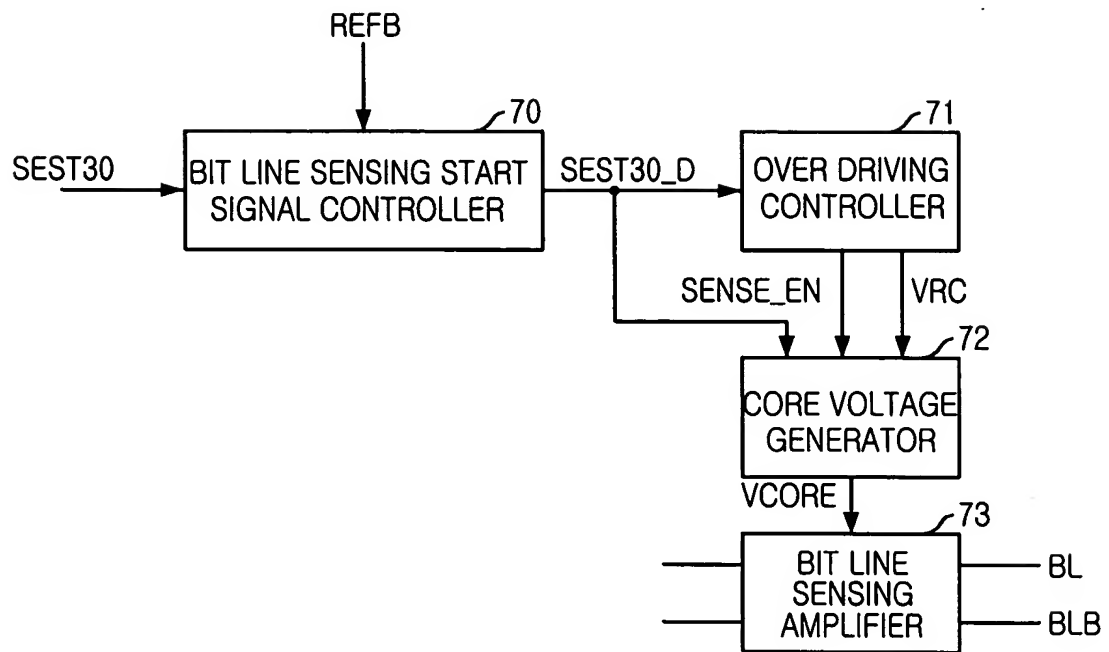 REFB
70
71
SEST30
BIT LINE SENSING START
SIGNAL CONTROLLER
SEST30_D
OVER DRIVING
CONTROLLER
SENSE_EN
VRC
72
CORE VOLTAGE
GENERATOR
VCORE
73
BIT LINE
SENSING
AMPLIFIER
BL
BLB